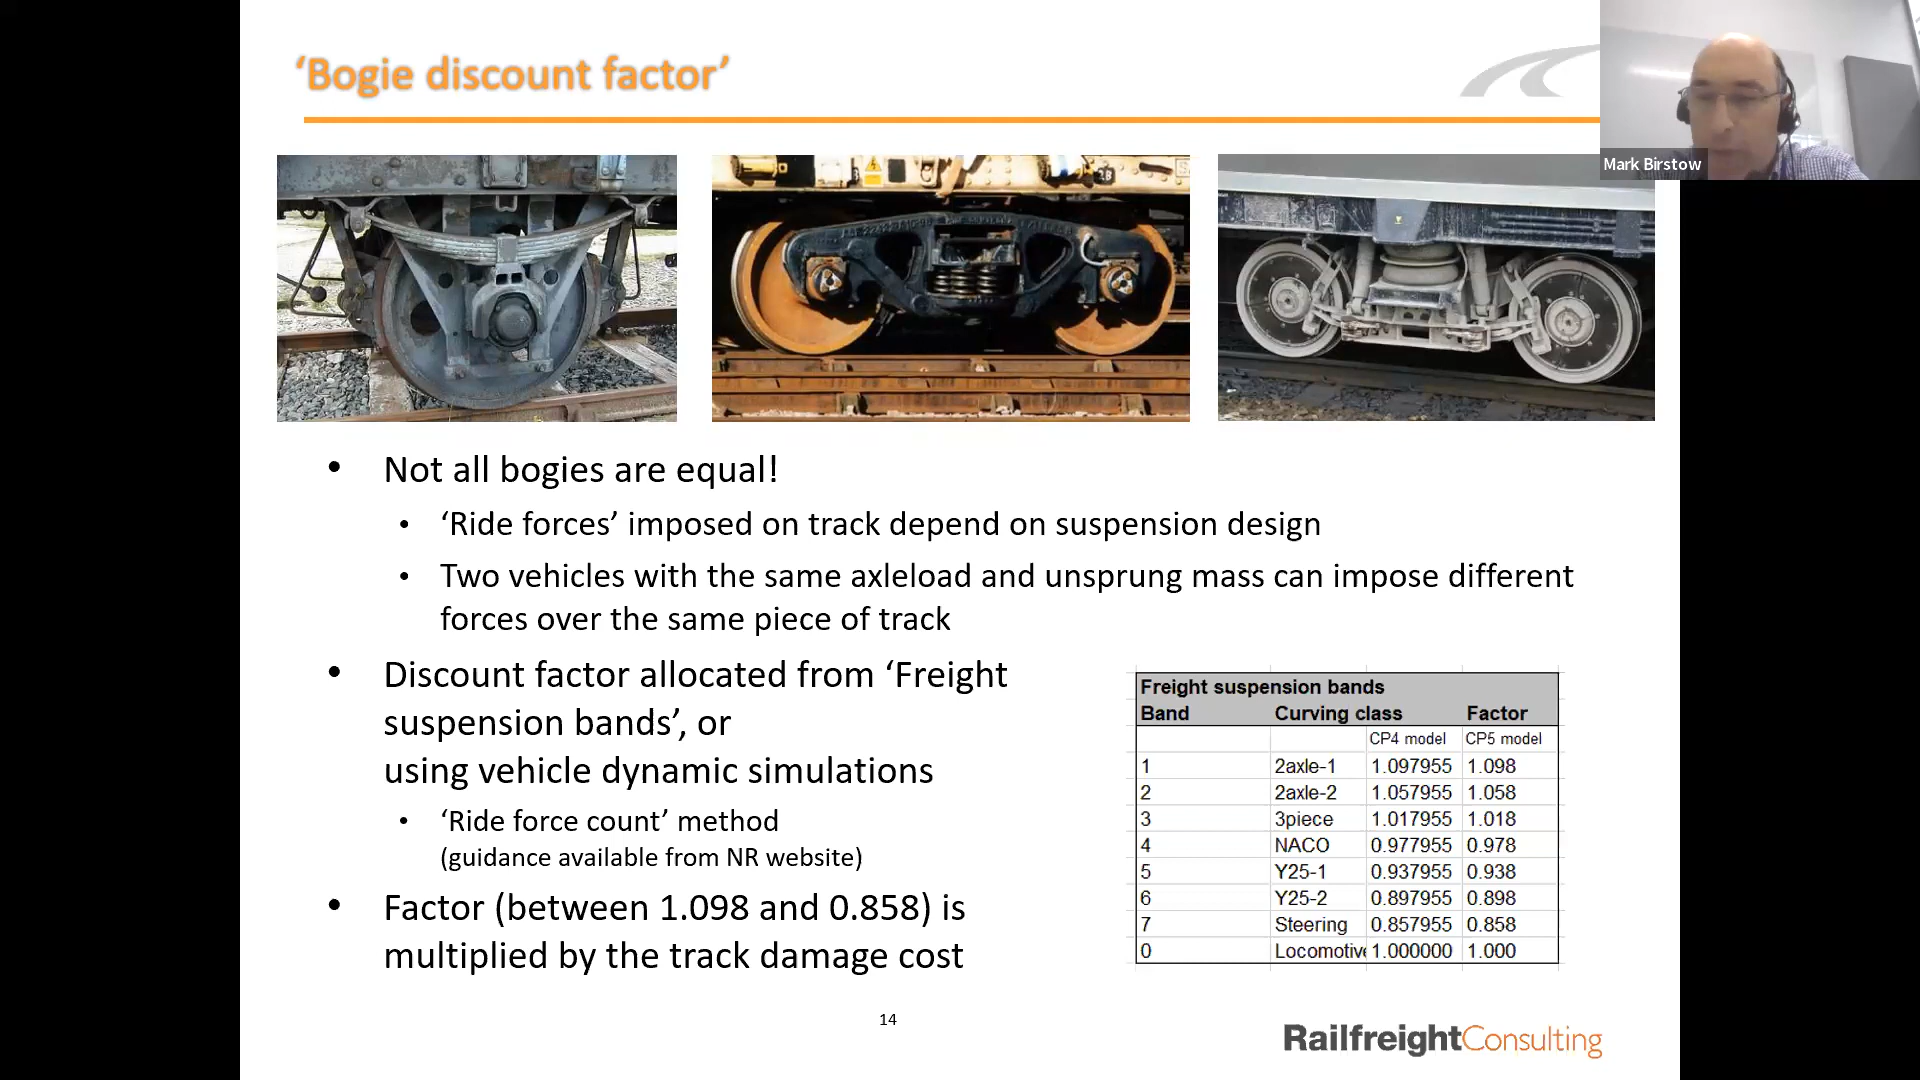 ‘Bogie discount factor’
Mark Birstow
• Not all bogies are equal!
• ‘Ride forces’ imposed on track depend on suspension design
• Two vehicles with the same axleload and unsprung mass can impose different
forces over the same piece of track
• Discount factor allocated from ‘Freight
suspension bands’, or
using vehicle dynamic simulations
• ‘Ride force count’ method
(guidance available from NR website)
• Factor (between 1.098 and 0.858) is
multiplied by the track damage cost
Freight suspension bands
Band Curving class Factor
CP4 model CP5 model
1 2axle-1 1.097955 1.098
2 2axle-2 1.057955 1.058
3 3piece 1.017955 1.018
4 NACO 0.977955 0.978
5 Y25-1 0.937955 0.938
6 Y25-2 0.897955 0.898
7 Steering 0.857955 0.858
0 Locomotive 1.000000 1.000
14
RailfreightConsulting